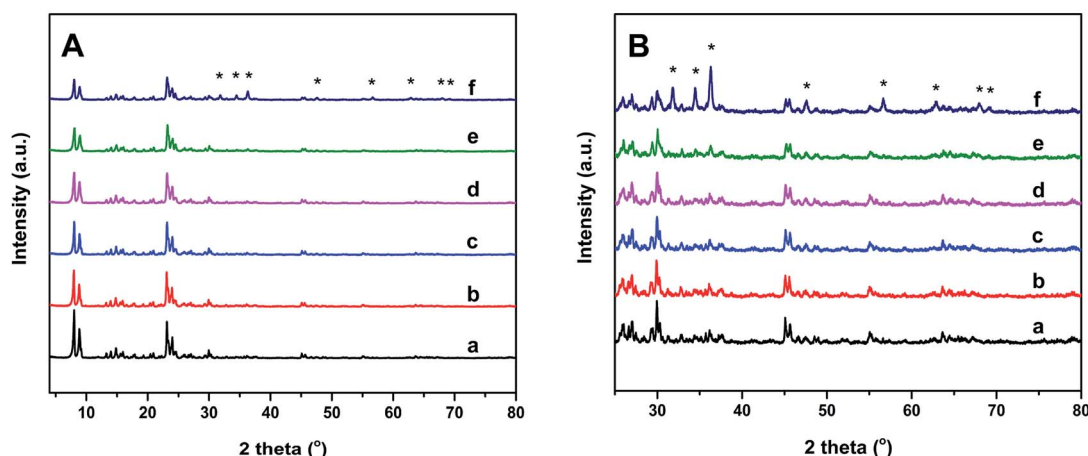 A
* * * * * * * *
f
e
d
c
b
a
Intensity (a.u.)
10 20 30 40 50 60 70 80
2 theta (°)
B
* * * * * * * *
f
e
d
c
b
a
Intensity (a.u.)
30 40 50 60 70 80
2 theta (°)